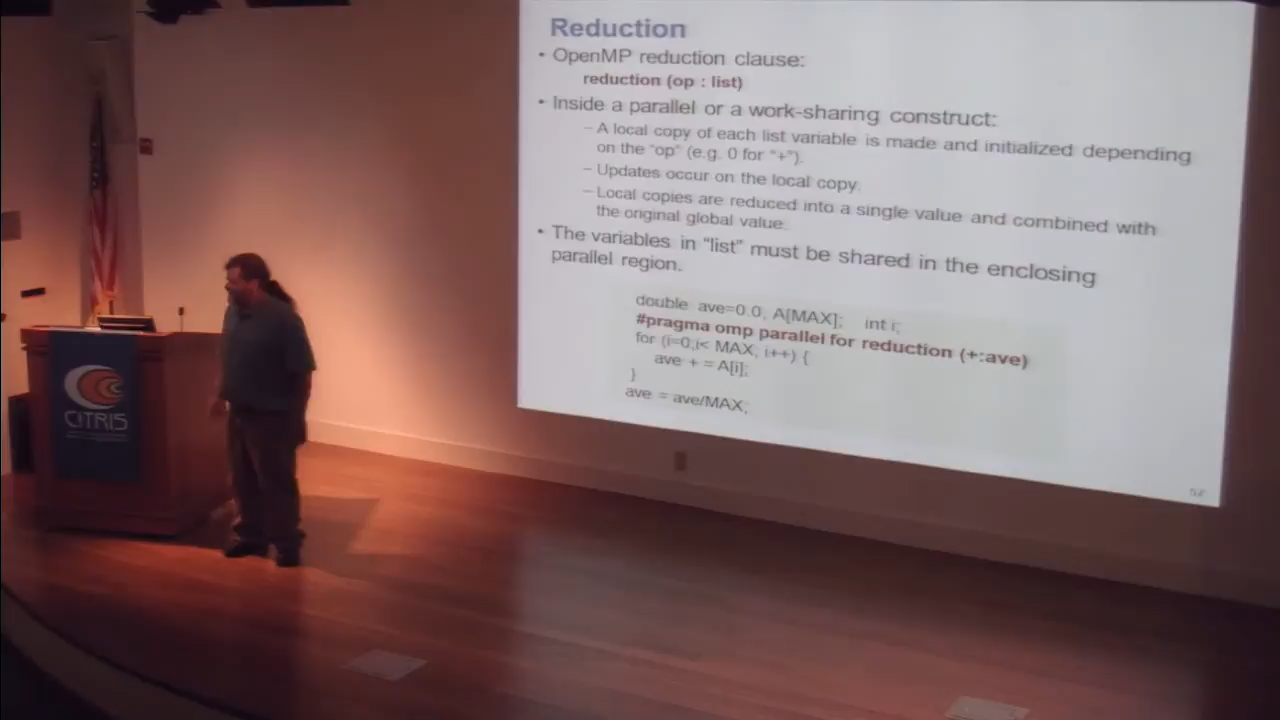 Reduction
• OpenMP reduction clause:
reduction (op : list)
• Inside a parallel or a work-sharing construct:
– A local copy of each list variable is made and initialized depending
on the "op" (e.g. 0 for "+").
– Updates occur on the local copy.
– Local copies are reduced into a single value and combined with
the original global value.
• The variables in "list" must be shared in the enclosing
parallel region.
double ave=0.0, A[MAX]; int i;
#pragma omp parallel for reduction (+:ave)
for (i=0;i< MAX; i++) {
ave + = A[i];
}
ave = ave/MAX;
57
CITRIS